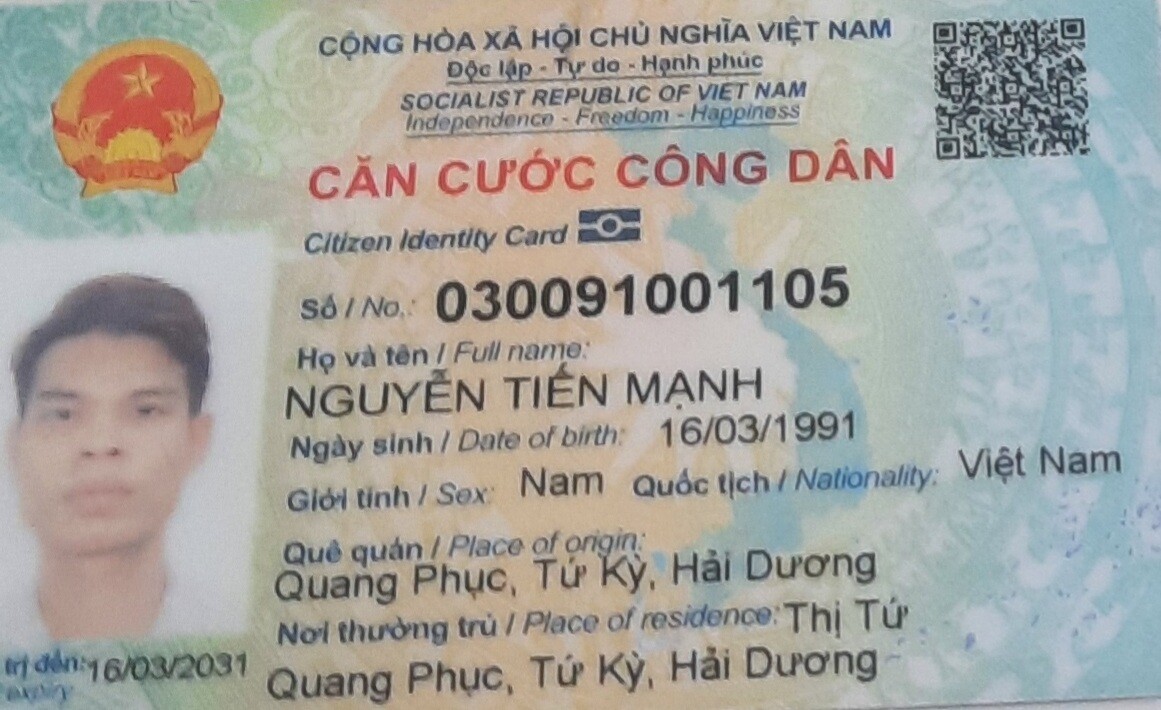 CỘNG HÒA XÃ HỘI CHỦ NGHĨA VIỆT NAM
Độc lập - Tự do - Hạnh phúc
SOCIALIST REPUBLIC OF VIET NAM
Independence - Freedom - Happiness
CĂN CƯỚC CÔNG DÂN
Citizen Identity Card
Số / No.: 030091001105
Họ và tên / Full name:
NGUYỄN TIẾN MẠNH
Ngày sinh / Date of birth: 16/03/1991
Giới tính / Sex: Nam Quốc tịch / Nationality: Việt Nam
Quê quán / Place of origin:
Quang Phục, Tứ Kỳ, Hải Dương
Nơi thường trú / Place of residence: Thị Tứ
Quang Phục, Tứ Kỳ, Hải Dương
trị đến: 16/03/2031
expiry